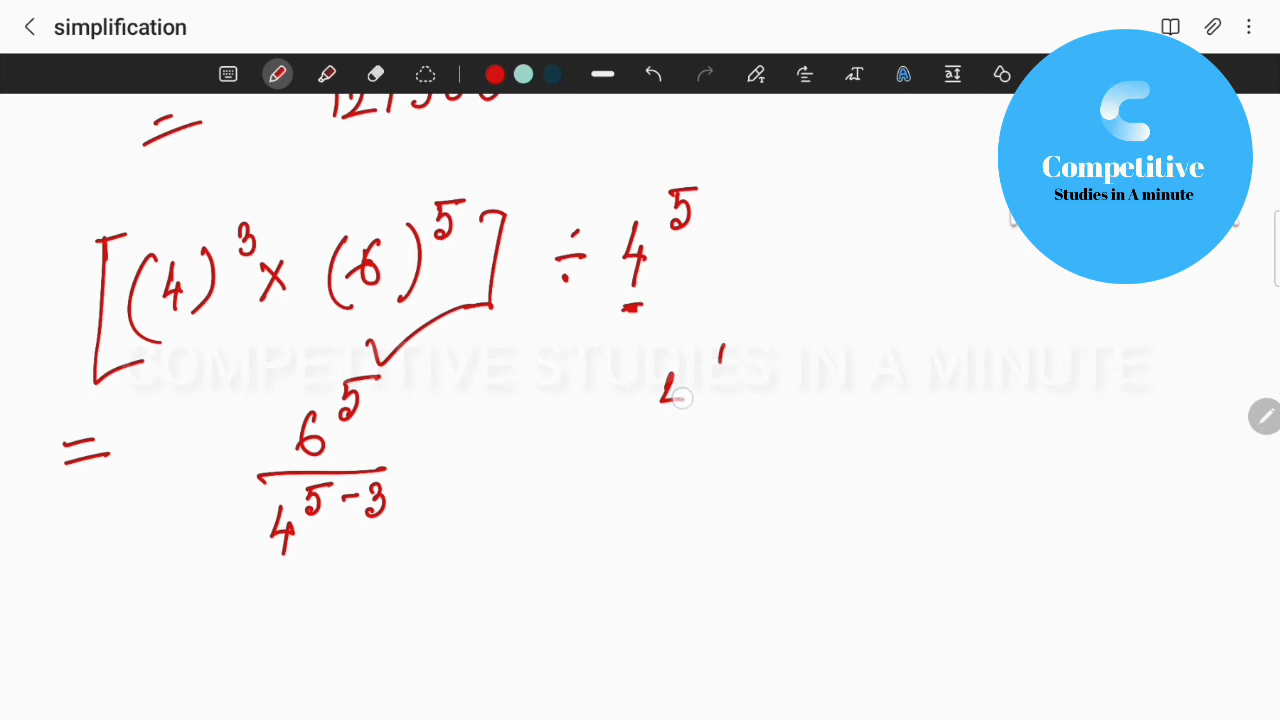 simplification
Competitive
Studies in A minute
=
[(4)³ × (6)⁵] ÷ 4⁵
COMPETITIVE STUDIES IN A MINUTE
= 6⁵
4⁵⁻³